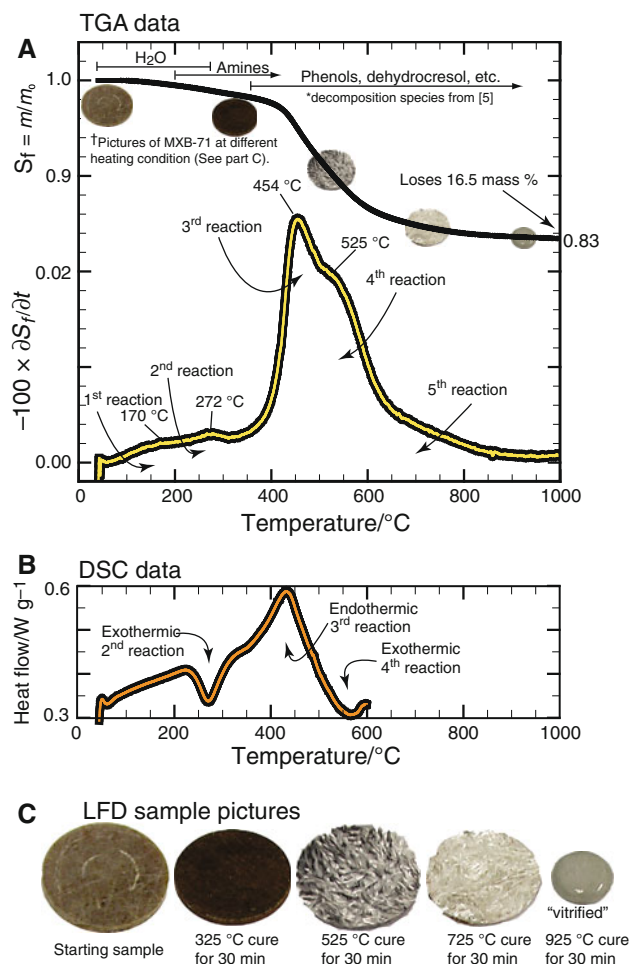 TGA data
A
H₂O
Amines
Phenols, dehydrocresol, etc.
*decomposition species from [5]
†Pictures of MXB-71 at different
heating condition (See part C).
1.0
0.9
Sf = m/m₀
454 °C
Loses 16.5 mass %
0.83
3rd reaction
525 °C
0.02
4th reaction
2nd reaction
1st reaction
170 °C
272 °C
5th reaction
−100 × ∂Sf/∂t
0.00
0
200
400
600
800
1000
Temperature/°C
B
DSC data
0.6
Heat flow/W g⁻¹
Exothermic
2nd reaction
Endothermic
3rd reaction
Exothermic
4th reaction
0.3
0
200
400
600
800
1000
Temperature/°C
C
LFD sample pictures
Starting sample
325 °C cure
for 30 min
525 °C cure
for 30 min
725 °C cure
for 30 min
"vitrified"
925 °C cure
for 30 min